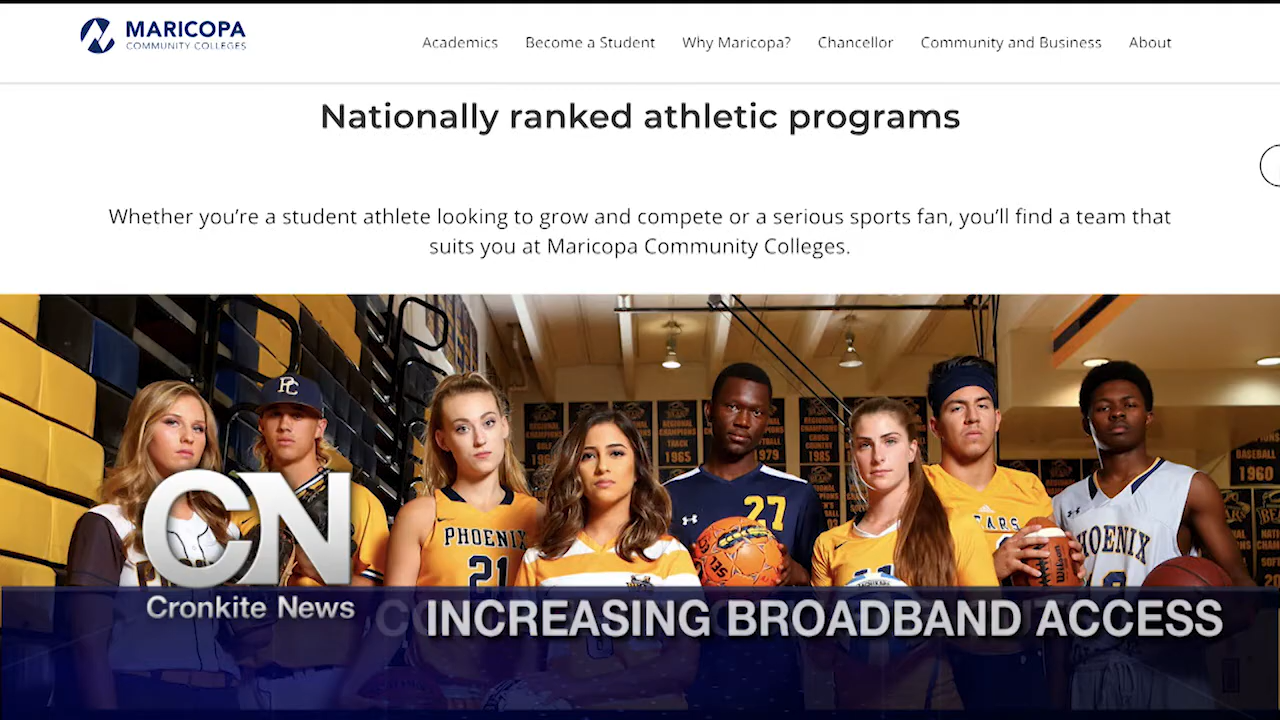 MARICOPA
COMMUNITY COLLEGES
Academics
Become a Student
Why Maricopa?
Chancellor
Community and Business
About
Nationally ranked athletic programs
Whether you're a student athlete looking to grow and compete or a serious sports fan, you'll find a team that
suits you at Maricopa Community Colleges.
PC
REGIONAL
CHAMPIONS
TRACK
1965
1979
1985
BASEBALL
1960
27
PHOENIX
21
PHOENIX
CN
Cronkite News
INCREASING BROADBAND ACCESS